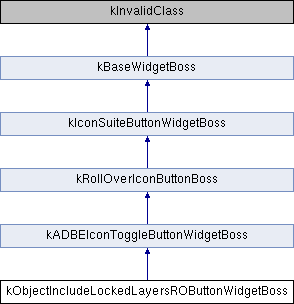 kInvalidClass
kBaseWidgetBoss
kIconSuiteButtonWidgetBoss
kRollOverIconButtonBoss
kADBEIconToggleButtonWidgetBoss
kObjectIncludeLockedLayersROButtonWidgetBoss